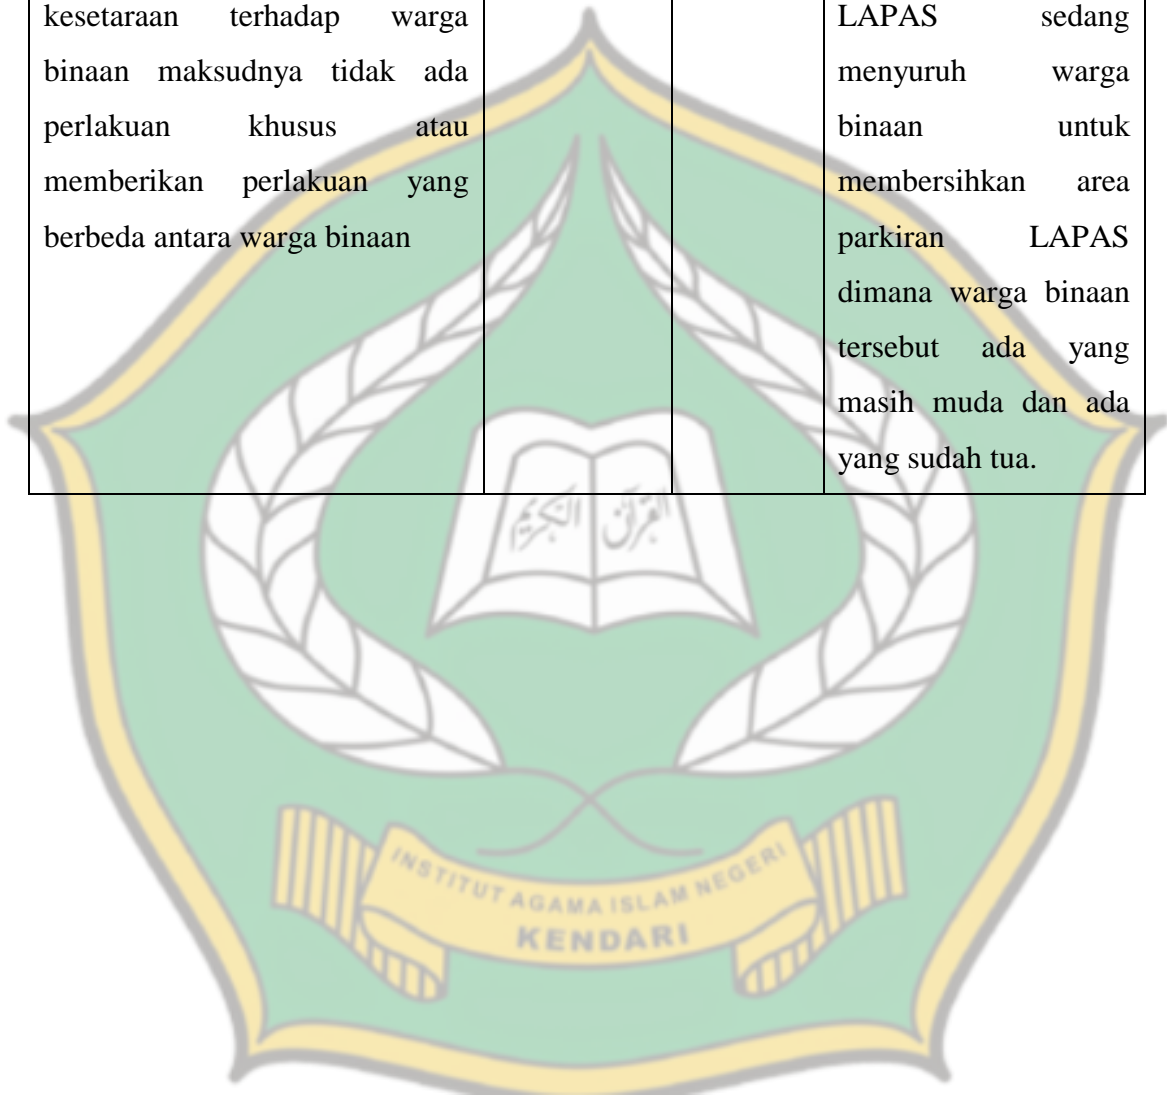 kesetaraan terhadap warga
binaan maksudnya tidak ada
perlakuan khusus atau
memberikan perlakuan yang
berbeda antara warga binaan
LAPAS sedang
menyuruh warga
binaan untuk
membersihkan area
parkiran LAPAS
dimana warga binaan
tersebut ada yang
masih muda dan ada
yang sudah tua.
القرآن
الكريم
INSTITUT AGAMA ISLAM NEGERI
KENDARI